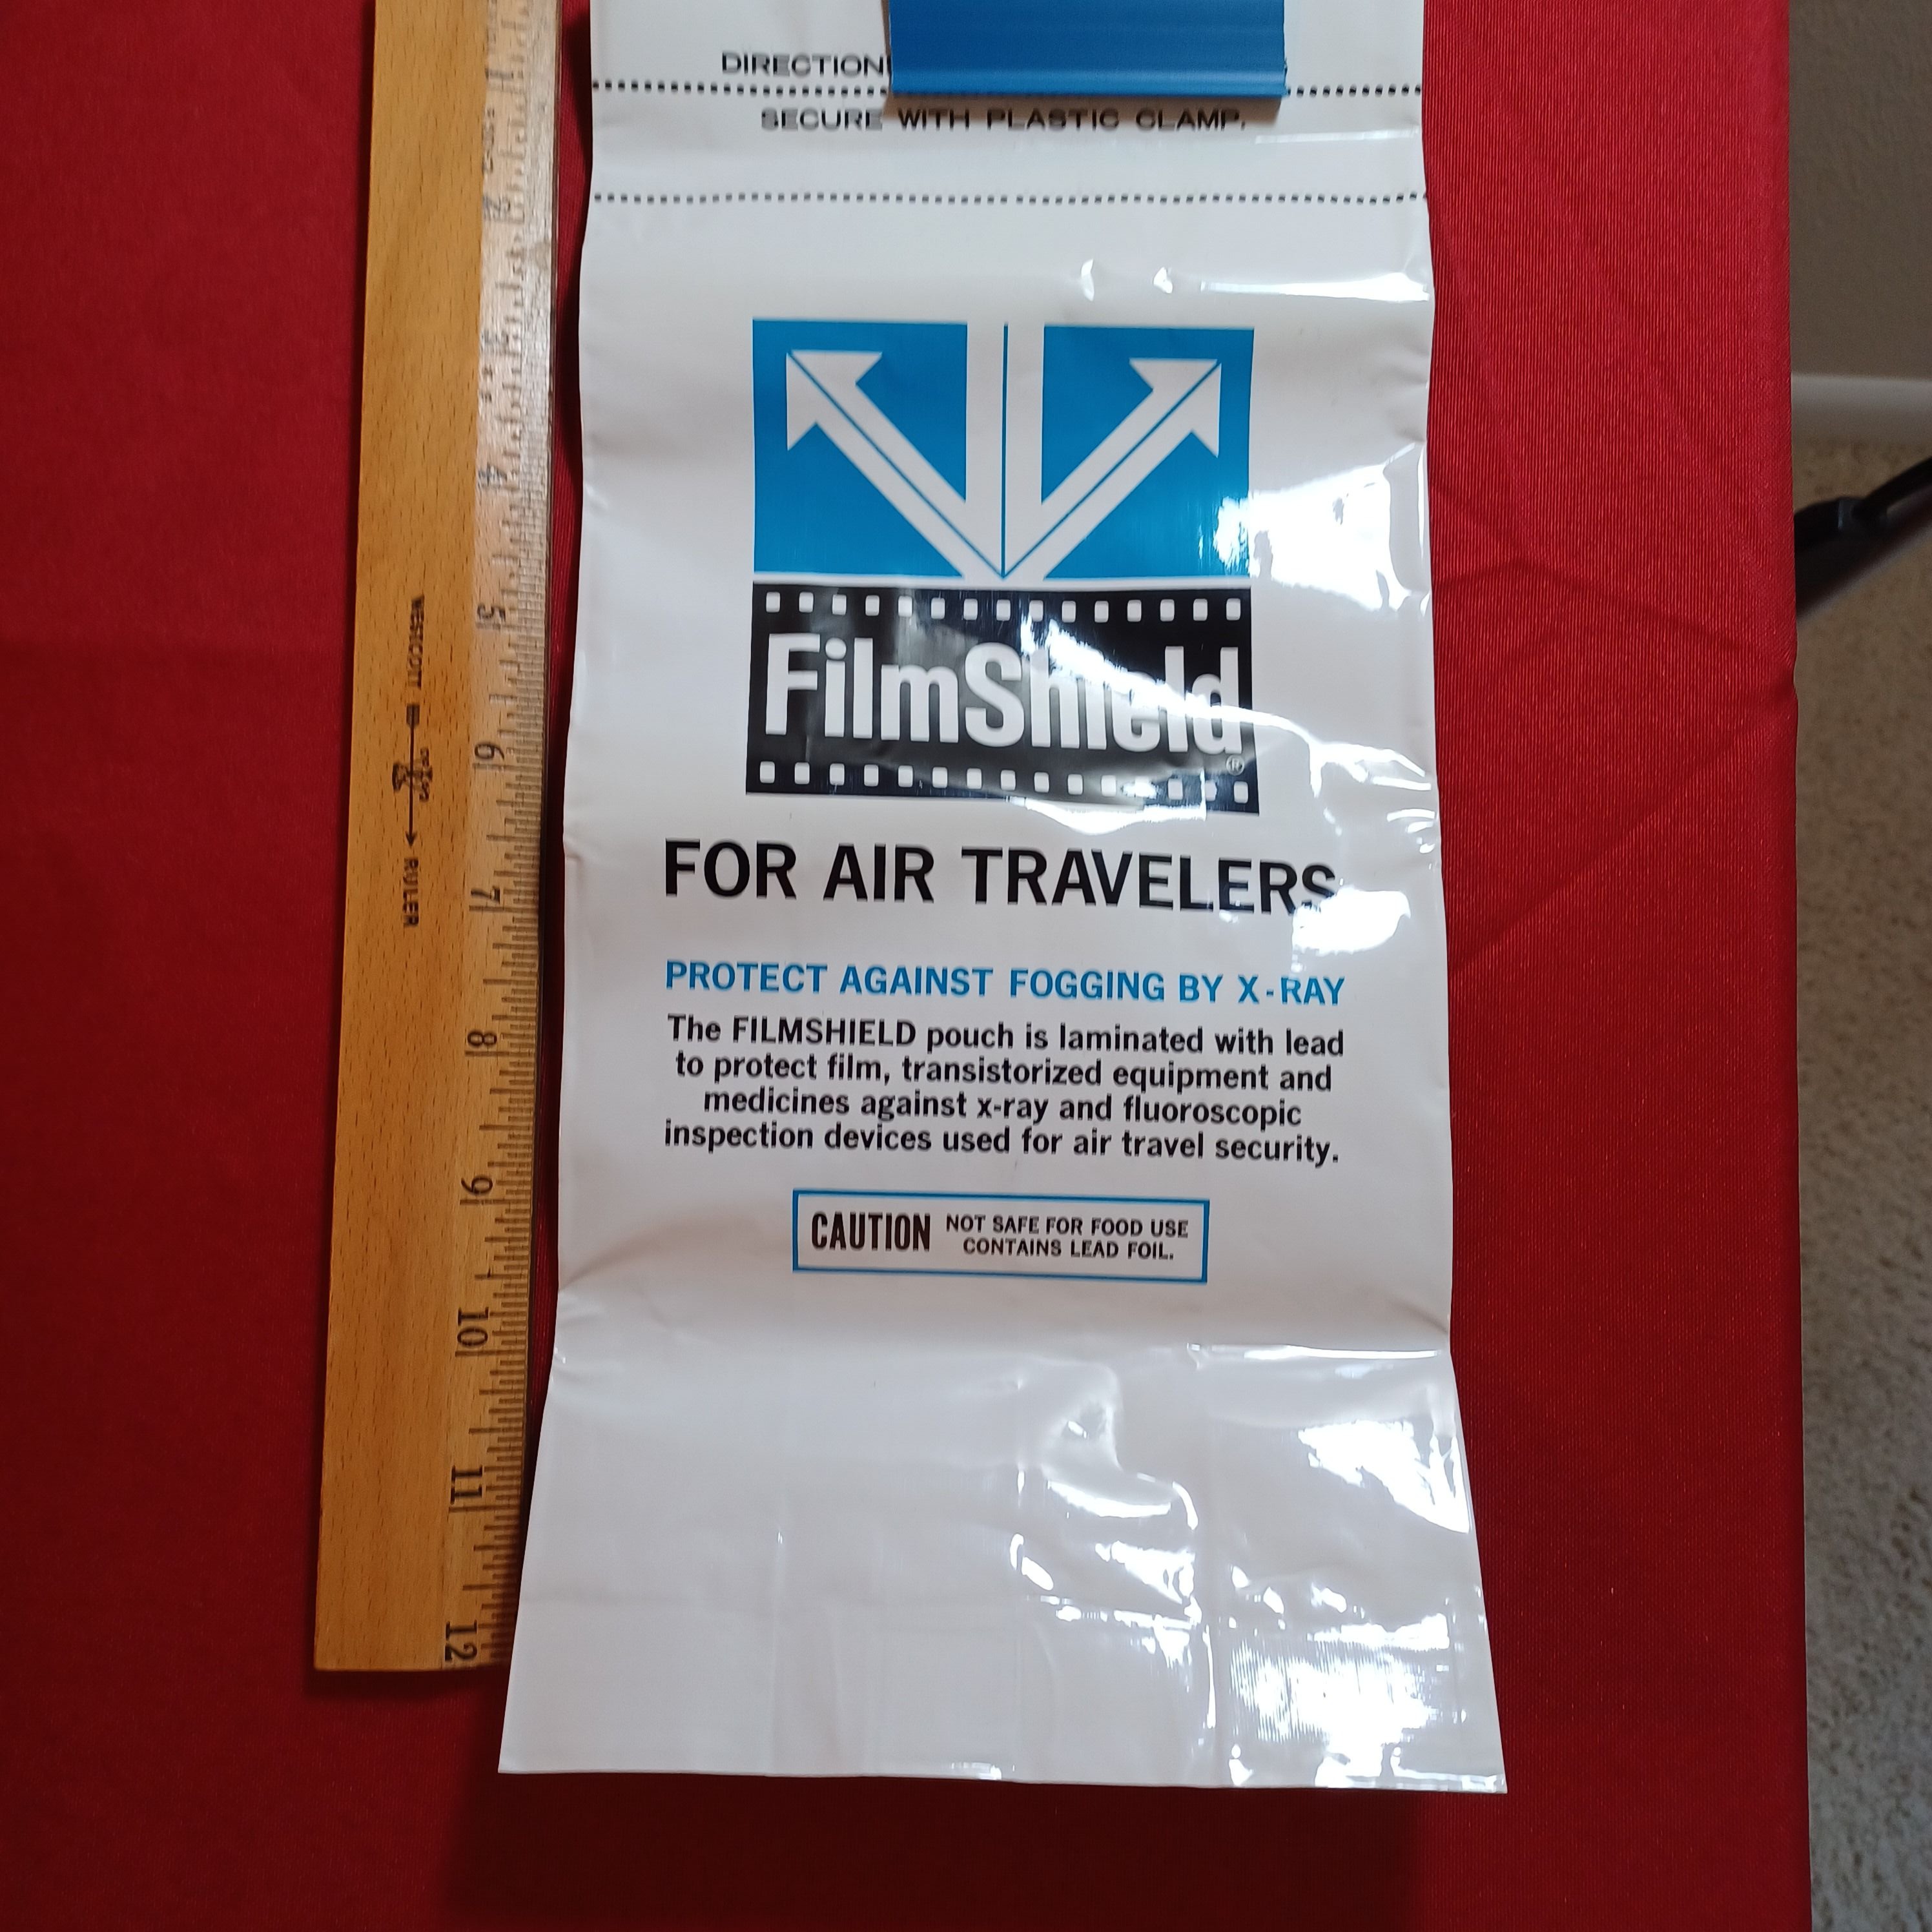 DIRECTION
SECURE WITH PLASTIC CLAMP.
FilmShield
®
FOR AIR TRAVELERS
PROTECT AGAINST FOGGING BY X-RAY
The FILMSHIELD pouch is laminated with lead
to protect film, transistorized equipment and
medicines against x-ray and fluoroscopic
inspection devices used for air travel security.
CAUTION NOT SAFE FOR FOOD USE
CONTAINS LEAD FOIL.
WESTCOTT RULER
1
2
3
4
5
6
7
8
9
10
11
12